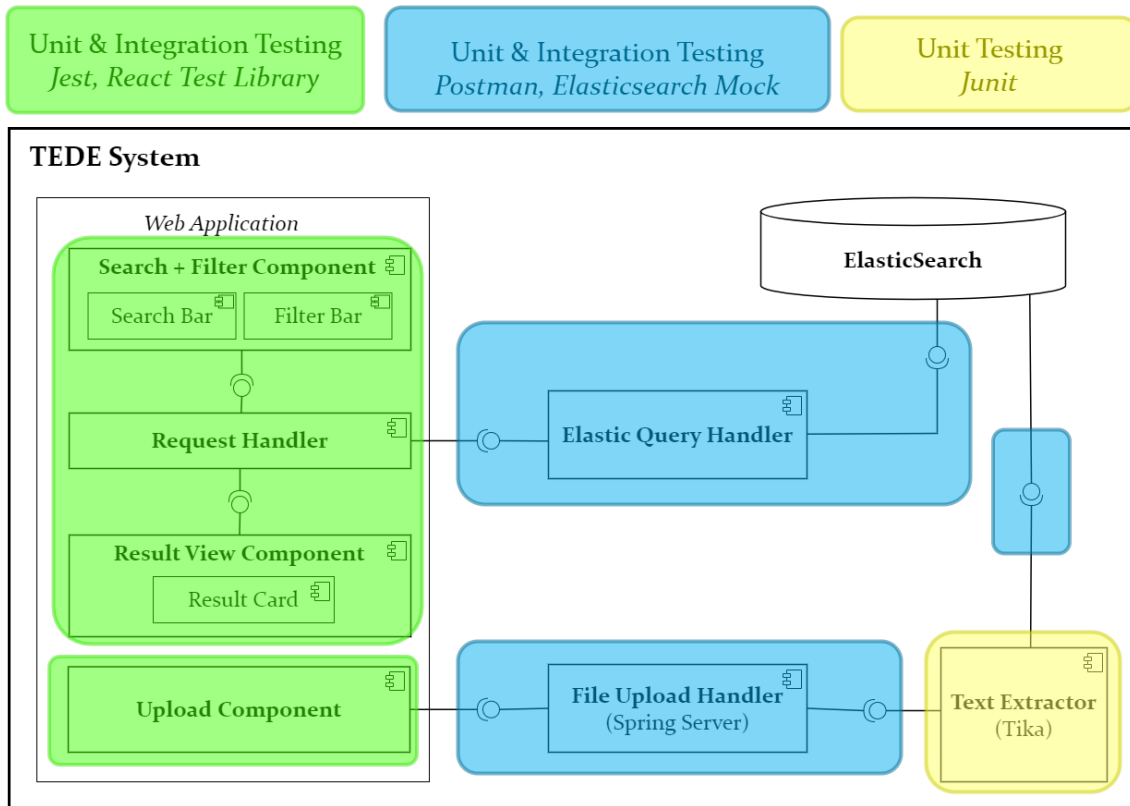 Unit & Integration Testing
Jest, React Test Library
Unit & Integration Testing
Postman, Elasticsearch Mock
Unit Testing
Junit
TEDE System
Web Application
Search + Filter Component
Search Bar
Filter Bar
Request Handler
Result View Component
Result Card
Upload Component
ElasticSearch
Elastic Query Handler
File Upload Handler
(Spring Server)
Text Extractor
(Tika)